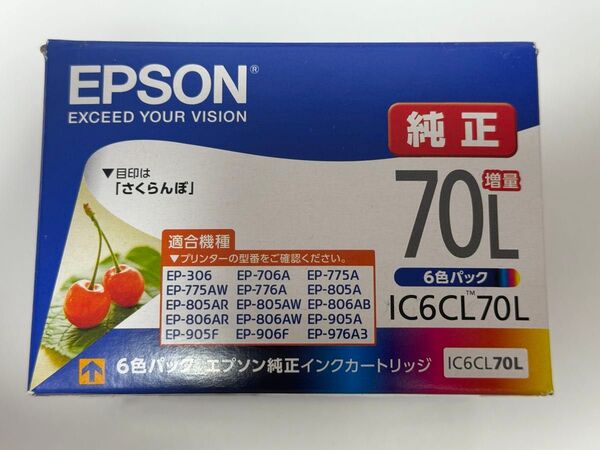 EPSON®
EXCEED YOUR VISION
純正
▼目印は
「さくらんぼ」
70L
増量
6色パック
IC6CL™70L
適合機種
▼プリンターの型番をご確認ください。
EP-306 EP-706A EP-775A
EP-775AW EP-776A EP-805A
EP-805AR EP-805AW EP-806AB
EP-806AR EP-806AW EP-905A
EP-905F EP-906F EP-976A3
6色パック エプソン純正インクカートリッジ
IC6CL70L